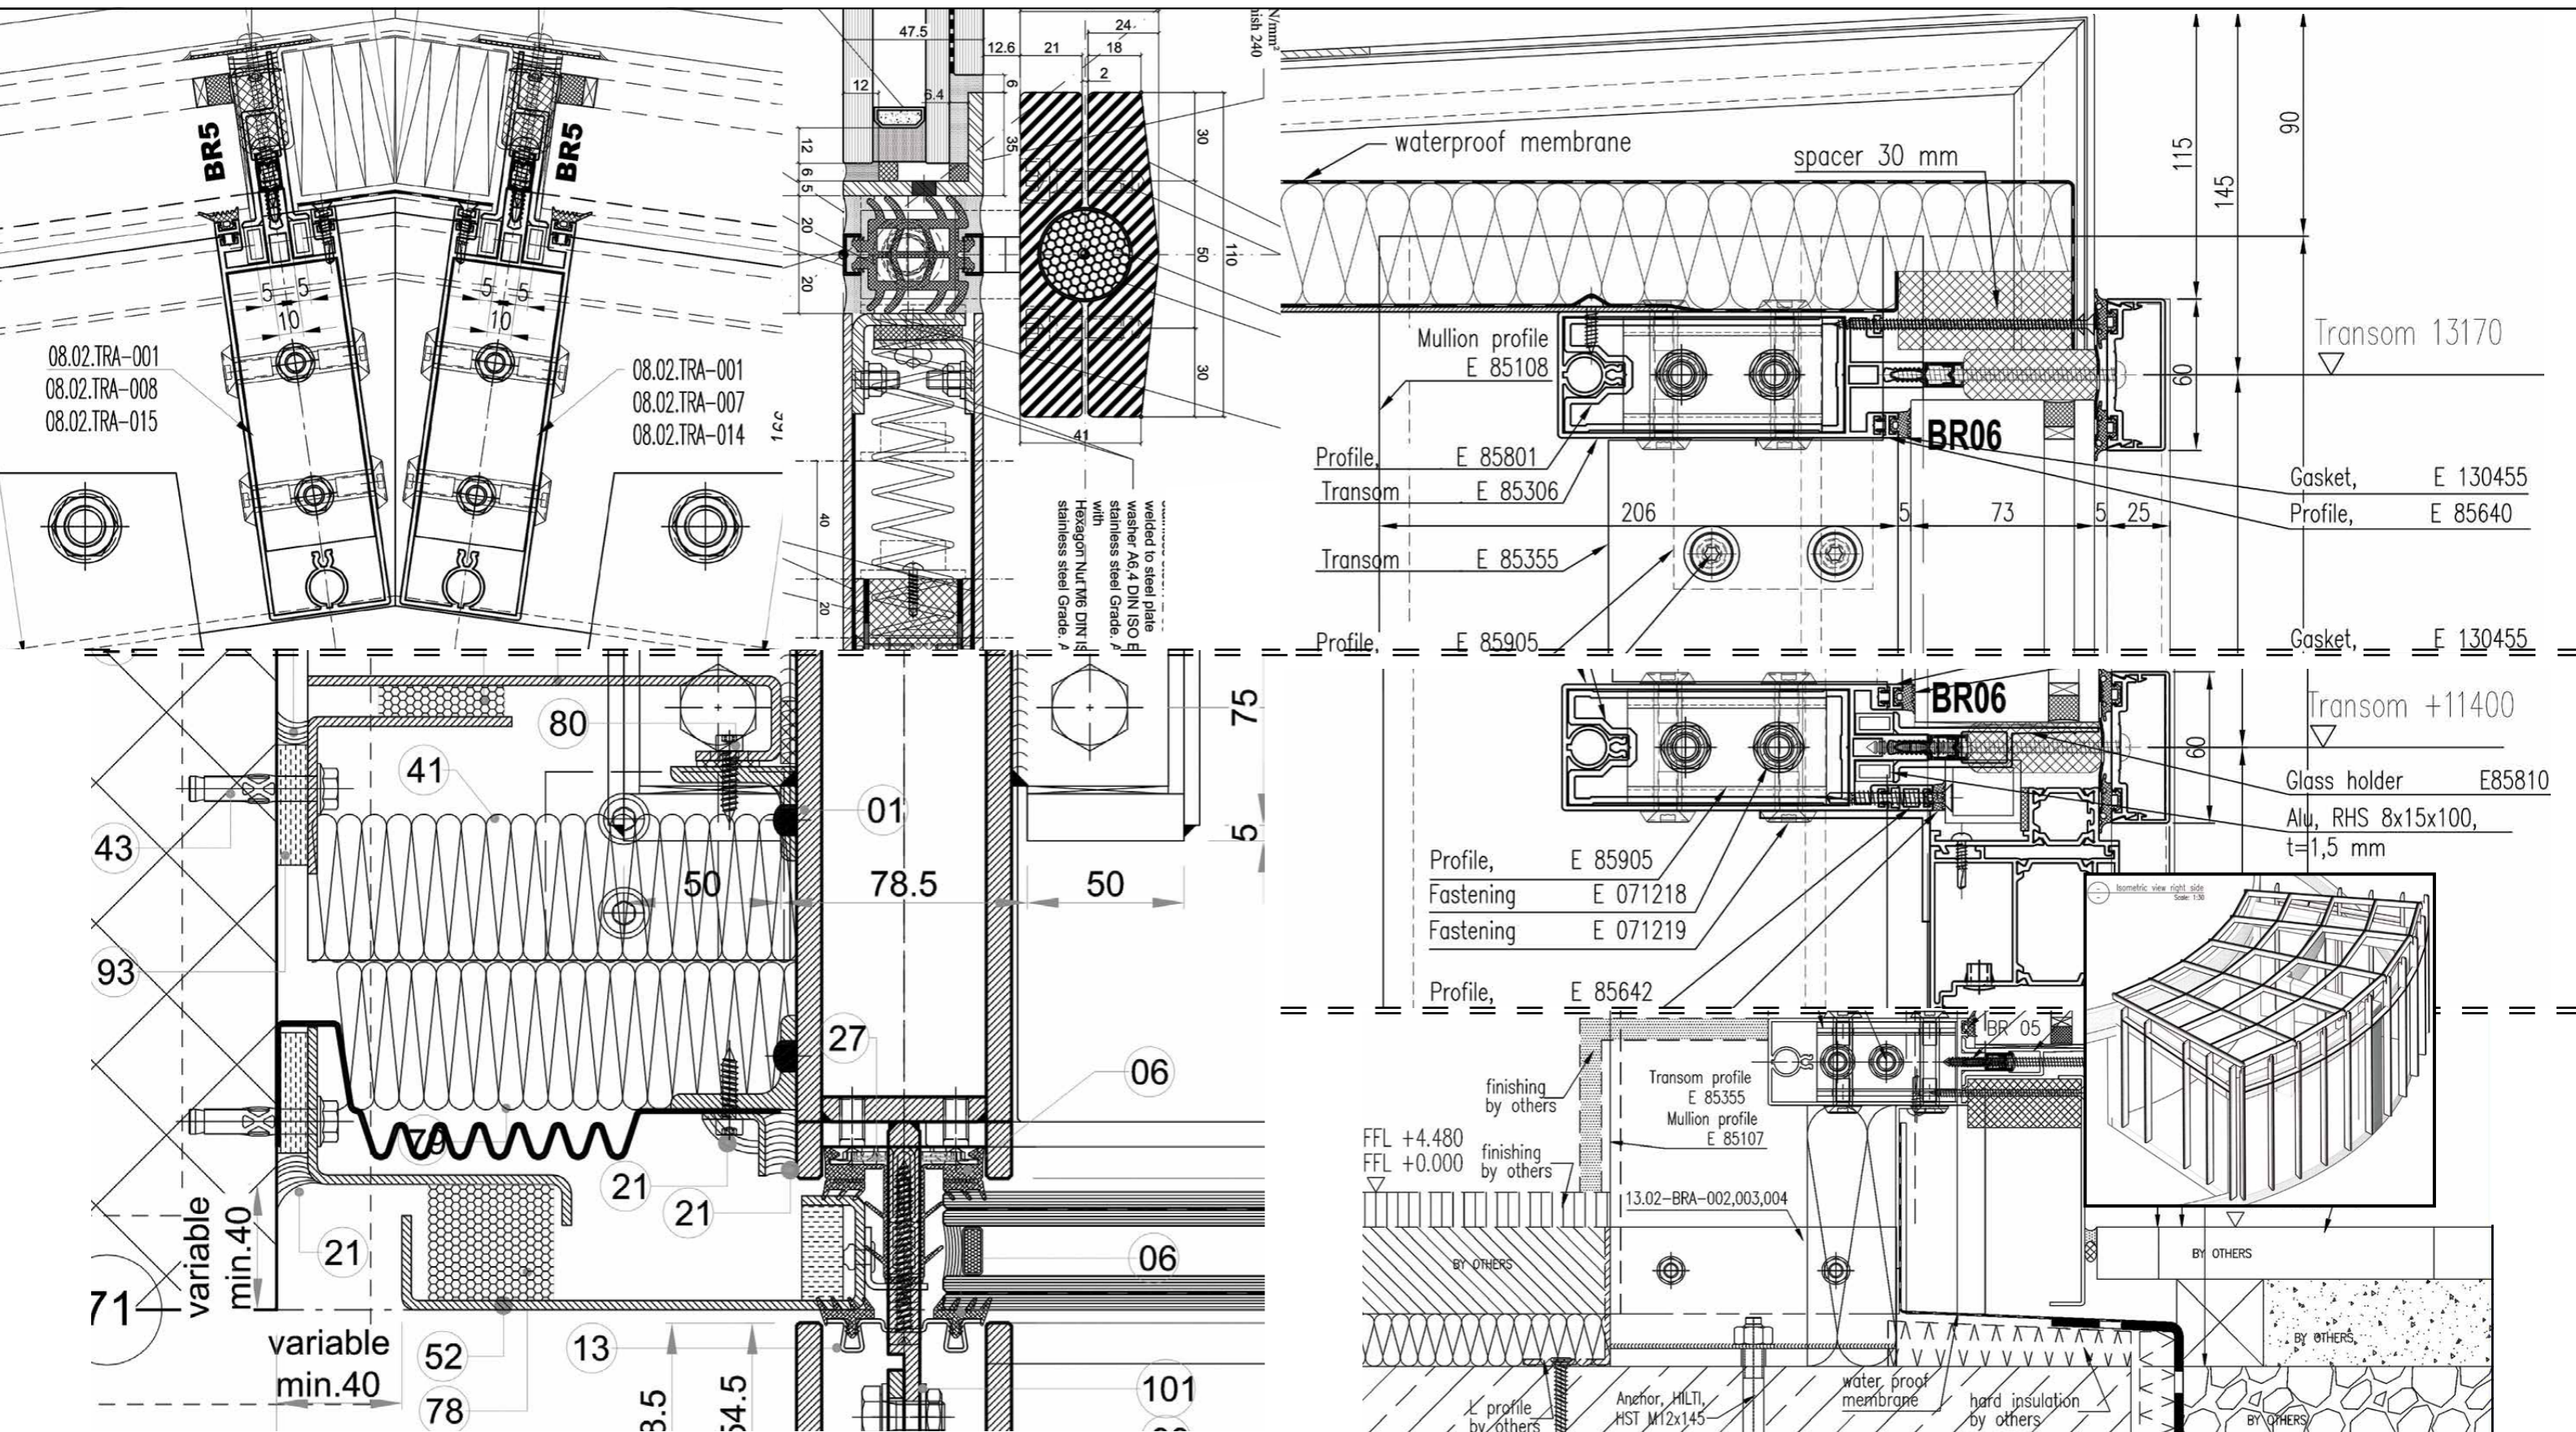 BR5
BR5
5
5
10
5
5
10
08.02.TRA-001
08.02.TRA-008
08.02.TRA-015
08.02.TRA-001
08.02.TRA-007
08.02.TRA-014
47.5
12.6
21
24
18
2
12
6.4
6
35
12
6
5
20
20
30
50
110
30
41
40
20
N/mm²
nish 240
welded to steel plate
washer A6,4 DIN ISO
stainless steel Grade.
with
Hexagon Nut M6 DIN
stainless steel Grade.
waterproof membrane
spacer 30 mm
115
145
90
Mullion profile
E 85108
Transom 13170
60
BR06
Profile, E 85801
Transom E 85306
Gasket, E 130455
Profile, E 85640
206
5
73
5
25
Transom E 85355
Profile, E 85905
Gasket, E 130455
80
41
01
43
50
78.5
50
75
5
93
27
06
79
21
21
21
06
variable
min.40
71
variable
min.40
52
13
78
101
3.5
54.5
BR06
Transom +11400
60
Glass holder E85810
Alu, RHS 8x15x100,
t=1,5 mm
Profile, E 85905
Fastening E 071218
Fastening E 071219
Profile, E 85642
Isometric view right side
Scale: 1:30
BR 05
finishing
by others
Transom profile
E 85355
Mullion profile
E 85107
FFL +4.480
FFL +0.000
finishing
by others
13.02-BRA-002,003,004
BY OTHERS
BY OTHERS
BY OTHERS
BY OTHERS
L profile
by others
Anchor, HILTI,
HST M12x145
water proof
membrane
hard insulation
by others